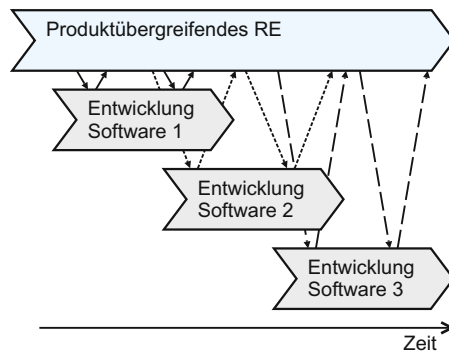 Produktübergreifendes RE
Entwicklung
Software 1
Entwicklung
Software 2
Entwicklung
Software 3
Zeit